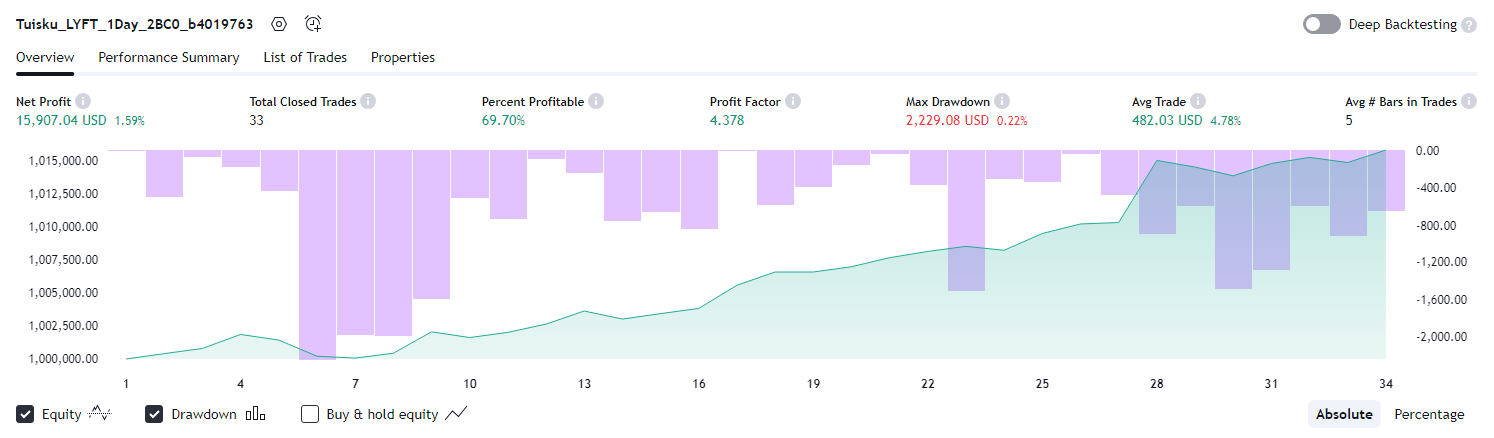 Tuisku_LYFT_1Day_2BC0_b4019763 Deep Backtesting ?
Overview Performance Summary List of Trades Properties
Net Profit i Total Closed Trades i Percent Profitable i Profit Factor i Max Drawdown i Avg Trade i Avg # Bars in Trades i
15,907.04 USD 1.59% 33 69.70% 4.378 2,229.08 USD 0.22% 482.03 USD 4.78% 5
1,015,000.00 0.00
1,012,500.00 -400.00
1,010,000.00 -800.00
1,007,500.00 -1,200.00
1,005,000.00 -1,600.00
1,002,500.00 -2,000.00
1,000,000.00
1 4 7 10 13 16 19 22 25 28 31 34
Equity Drawdown Buy & hold equity Absolute Percentage